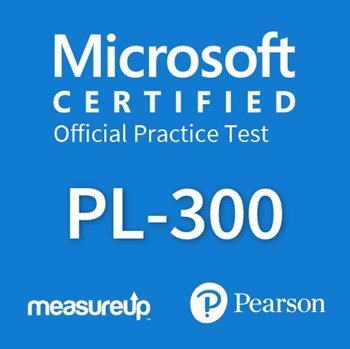 Microsoft
CERTIFIED
Official Practice Test
PL-300
measureup
Pearson